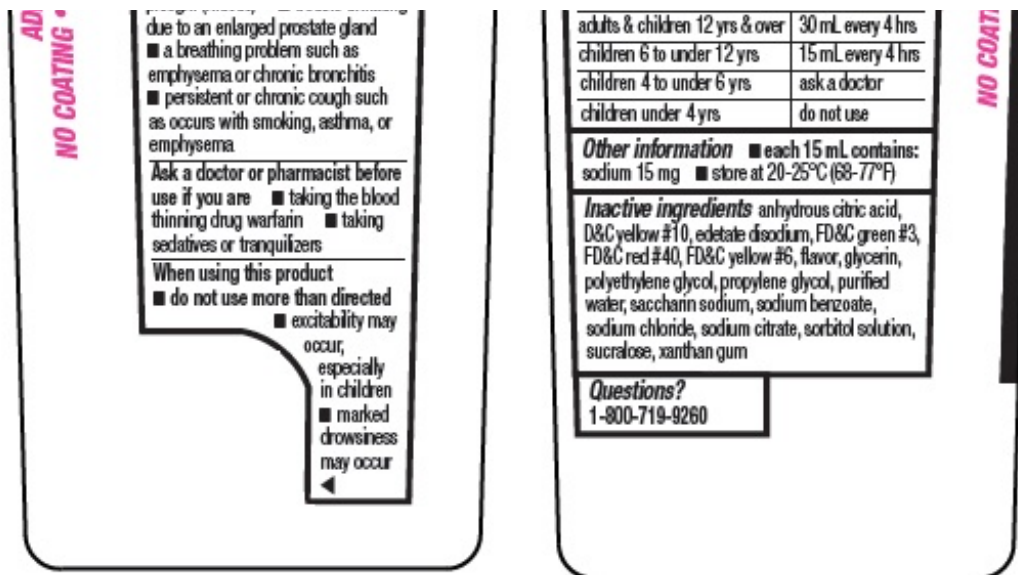 due to an enlarged prostate gland
■ a breathing problem such as
emphysema or chronic bronchitis
■ persistent or chronic cough such
as occurs with smoking, asthma, or
emphysema
Ask a doctor or pharmacist before
use if you are ■ taking the blood
thinning drug warfarin ■ taking
sedatives or tranquilizers
When using this product
■ do not use more than directed
■ excitability may
occur,
especially
in children
■ marked
drowsiness
may occur
NO COATING
adults & children 12 yrs & over 30 mL every 4 hrs
children 6 to under 12 yrs 15 mL every 4 hrs
children 4 to under 6 yrs ask a doctor
children under 4 yrs do not use
Other information ■ each 15 mL contains:
sodium 15 mg ■ store at 20-25°C (68-77°F)
Inactive ingredients anhydrous citric acid,
D&C yellow #10, edetate disodium, FD&C green #3,
FD&C red #40, FD&C yellow #6, flavor, glycerin,
polyethylene glycol, propylene glycol, purified
water, saccharin sodium, sodium benzoate,
sodium chloride, sodium citrate, sorbitol solution,
sucralose, xanthan gum
Questions?
1-800-719-9260
NO COAT